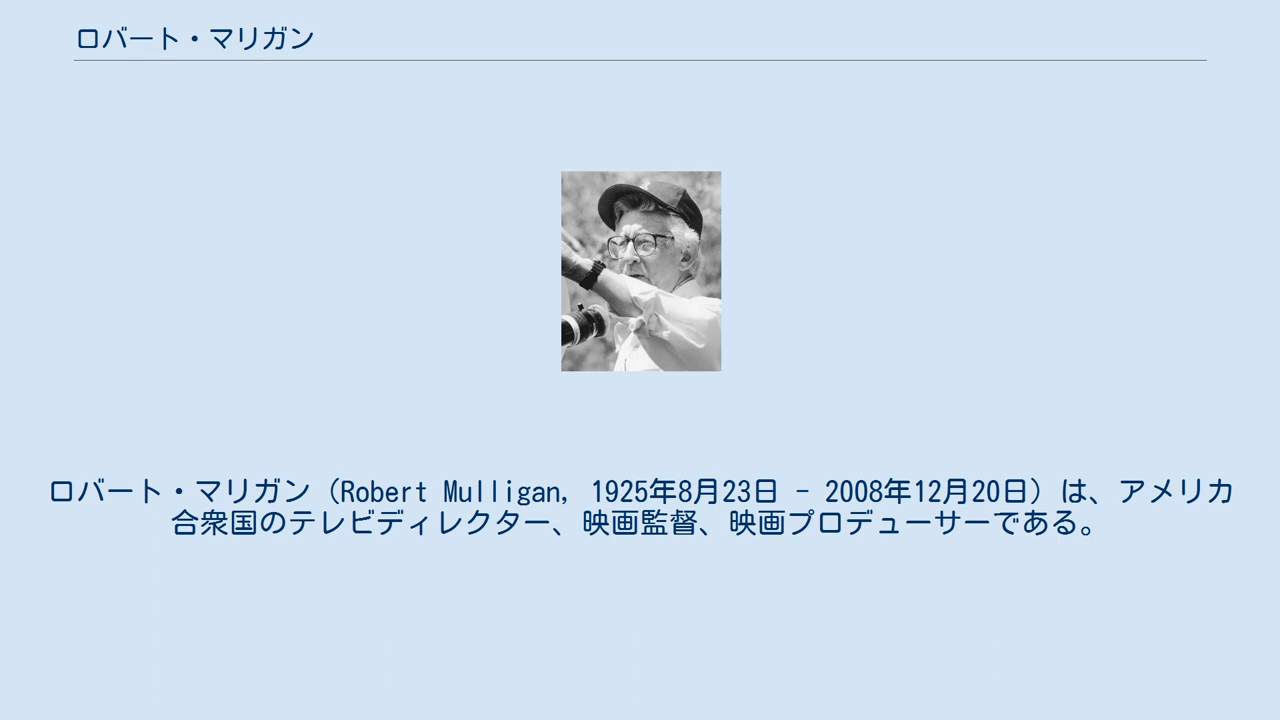 ロバート・マリガン
ロバート・マリガン（Robert Mulligan, 1925年8月23日 - 2008年12月20日）は、アメリカ
合衆国のテレビディレクター、映画監督、映画プロデューサーである。